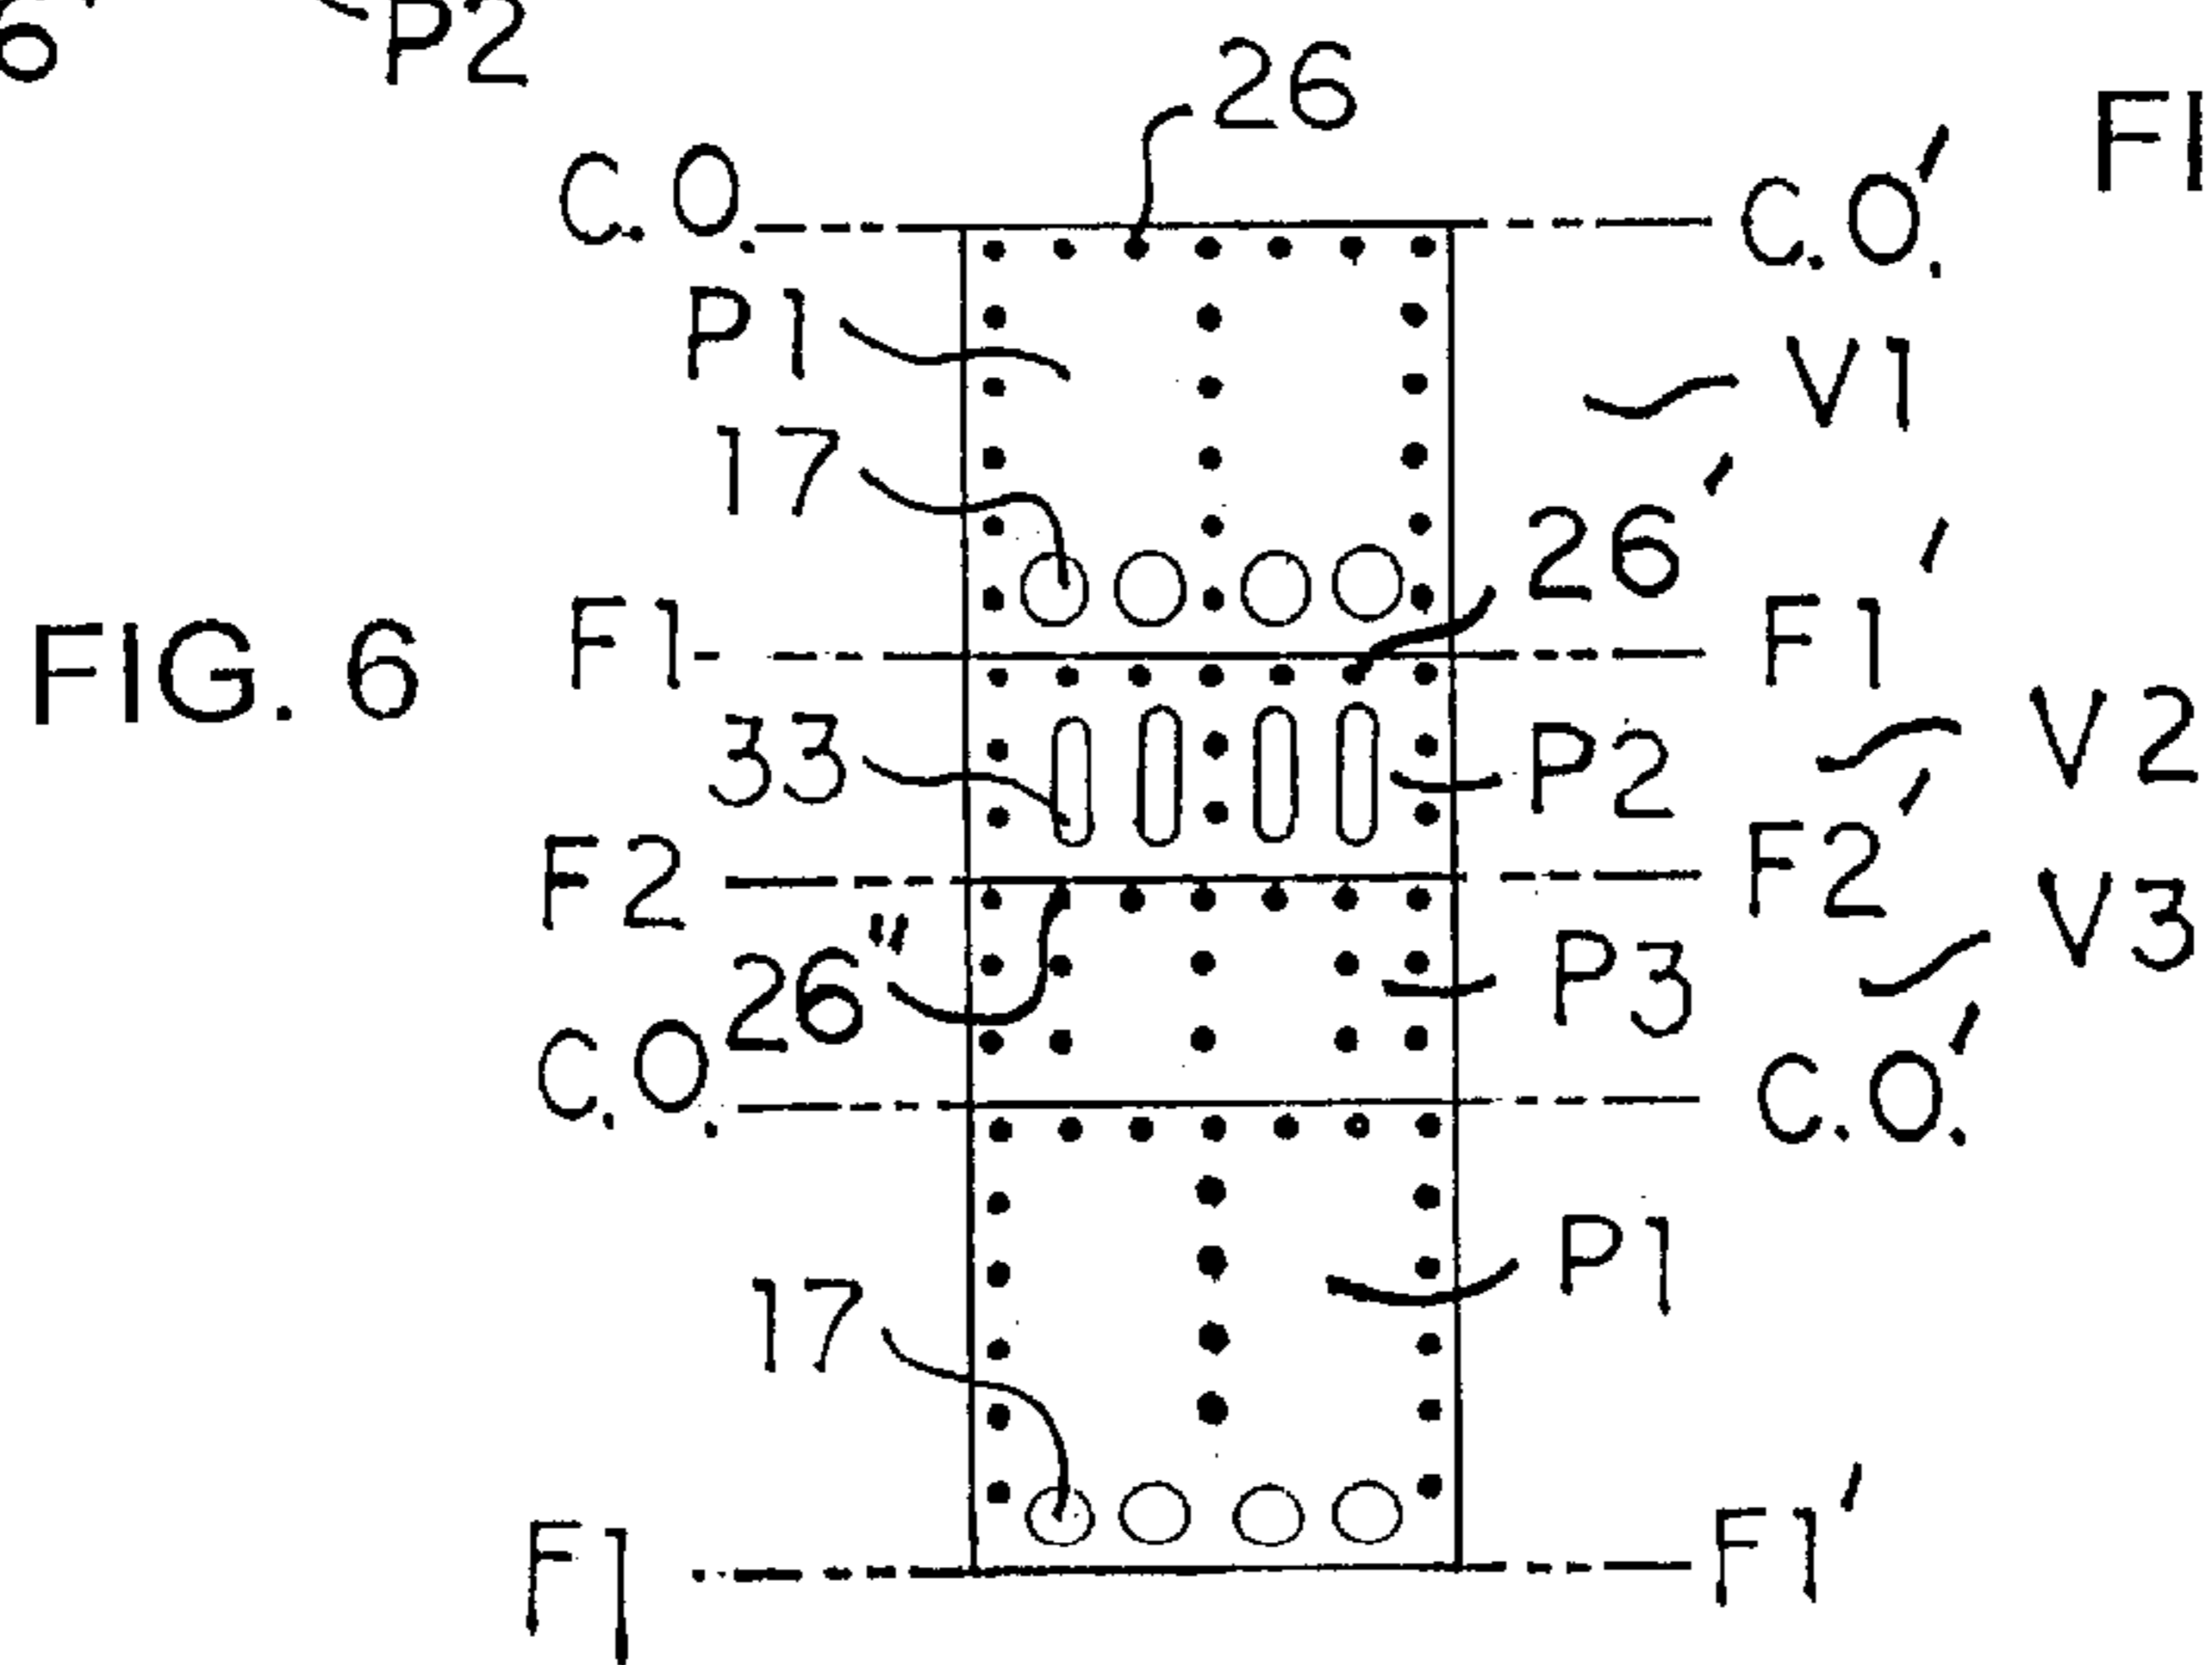 6 P2
26
C.O. C.O.'
FI
P1 V1
17
26'
FIG. 6 F1 F1'
33 P2 V2
F2 F2'
26" P3 V3
C.O. C.O.'
P1
17
F1 F1'